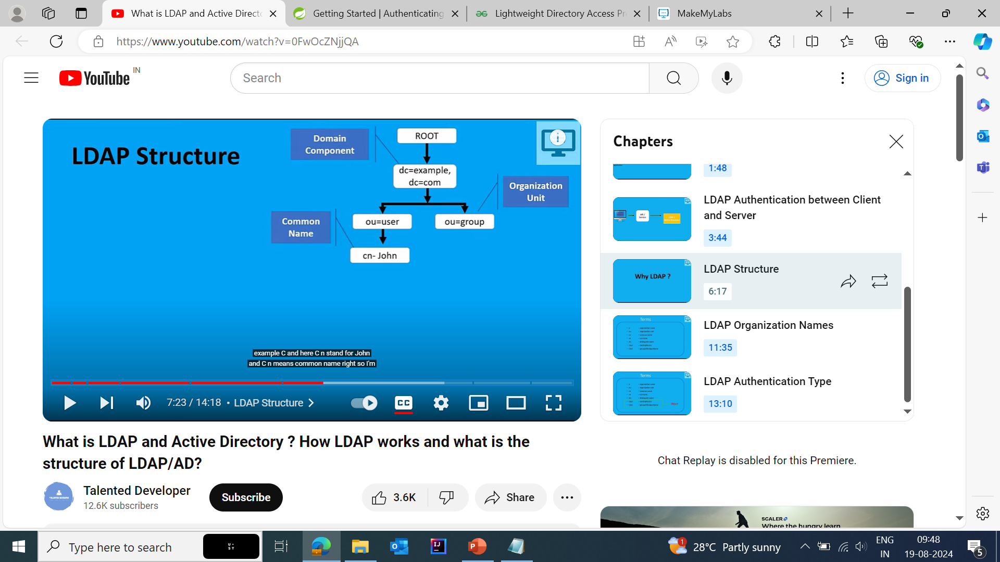 What is LDAP and Active Directo
Getting Started | Authenticating
Lightweight Directory Access Pr
MakeMyLabs
https://www.youtube.com/watch?v=0FwOcZNjjQA
YouTube
IN
Search
Sign in
LDAP Structure
Domain
Component
ROOT
dc=example,
dc=com
Organization
Unit
Common
Name
ou=user
ou=group
cn- John
example C and here C n stand for John
and C n means common name right so I'm
7:23 / 14:18 • LDAP Structure
CC
What is LDAP and Active Directory ? How LDAP works and what is the
structure of LDAP/AD?
Talented Developer
12.6K subscribers
Subscribe
3.6K
Share
Chapters
1:48
LDAP Authentication between Client
and Server
3:44
Why LDAP ?
LDAP Structure
6:17
Terms
LDAP Organization Names
11:35
Terms
LDAP Authentication Type
13:10
Chat Replay is disabled for this Premiere.
SCALER
Where the hungry learn
Type here to search
U·
ST
IJ
P
1
28°C Partly sunny
ENG
IN
09:48
19-08-2024
5